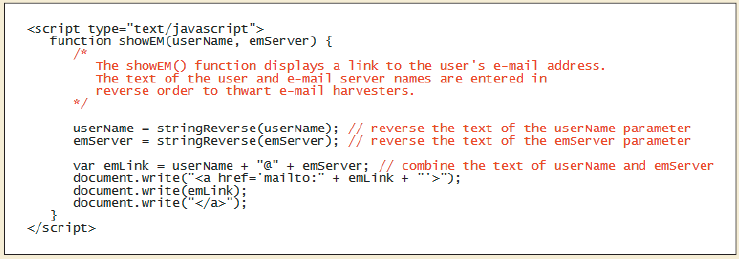 <script type="text/javascript">
function showEM(userName, emServer) {
/*
The showEM() function displays a link to the user's e-mail address.
The text of the user and e-mail server names are entered in
reverse order to thwart e-mail harvesters.
*/
userName = stringReverse(userName); // reverse the text of the userName parameter
emServer = stringReverse(emServer); // reverse the text of the emServer parameter
var emLink = userName + "@" + emServer; // combine the text of userName and emServer
document.write("<a href='mailto:" + emLink + "'>");
document.write(emLink);
document.write("</a>");
}
</script>